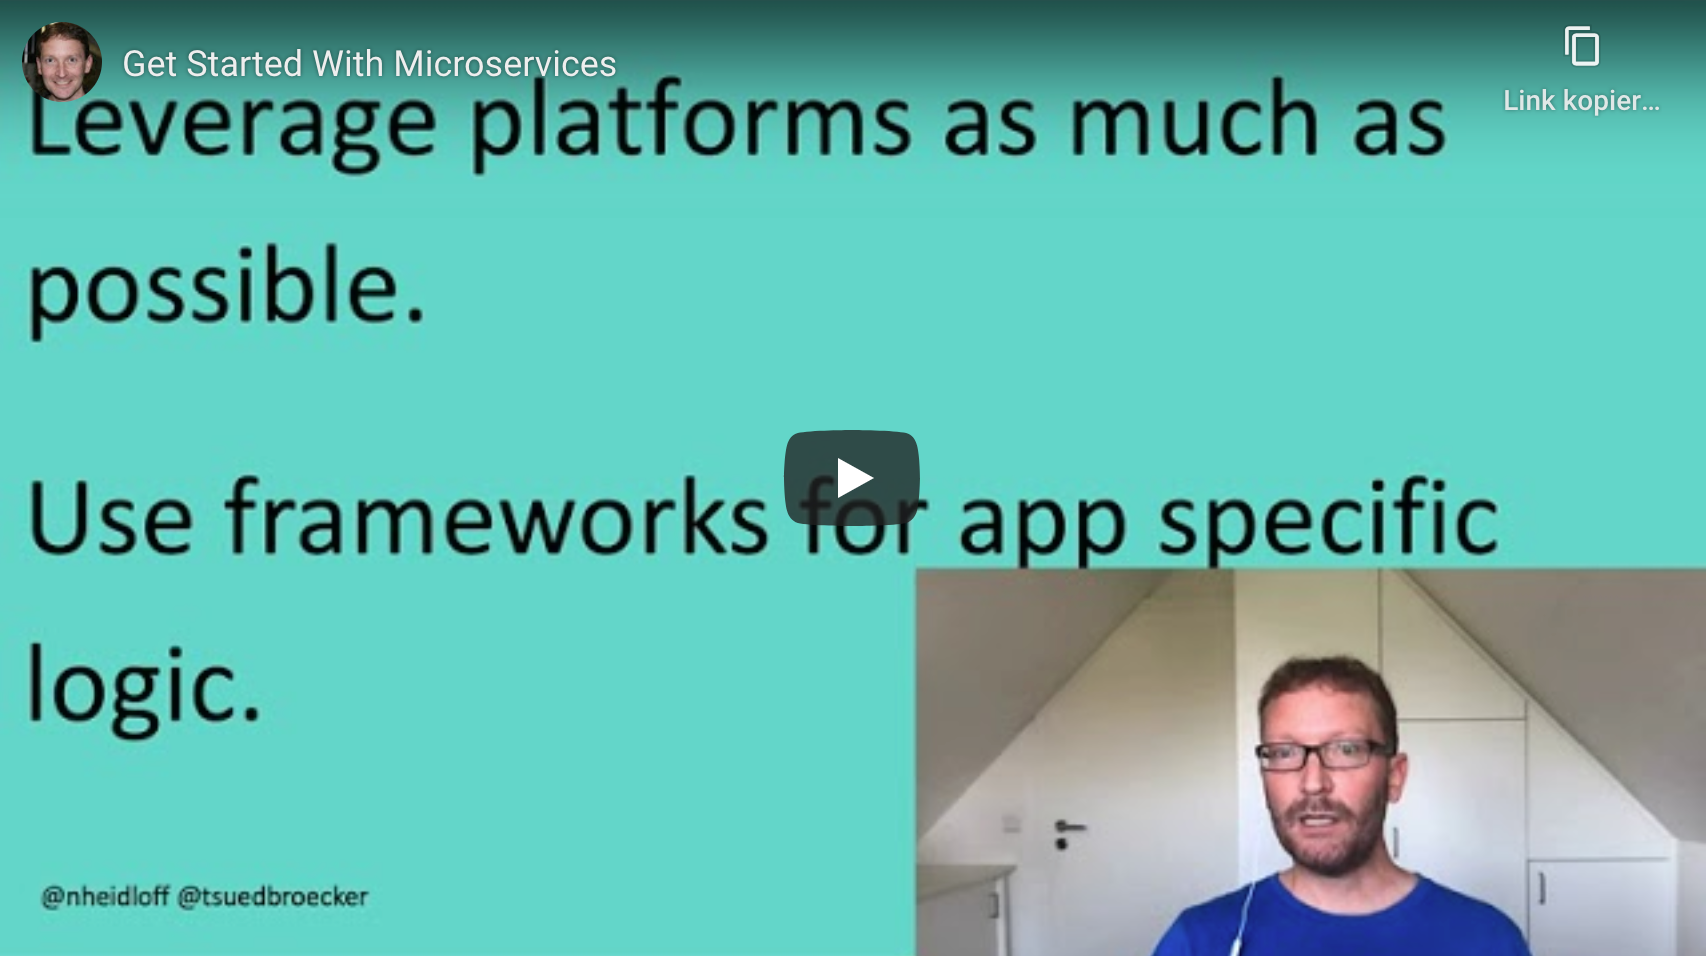 Get Started With Microservices
Link kopier...
Leverage platforms as much as
possible.
Use frameworks for app specific
logic.
@nheidloff @tsuedbroecker